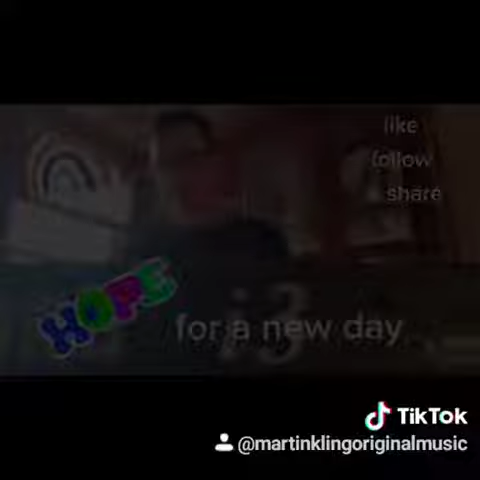 like
follow
share
HOPE
for a new day
TikTok
@martinklingoriginalmusic